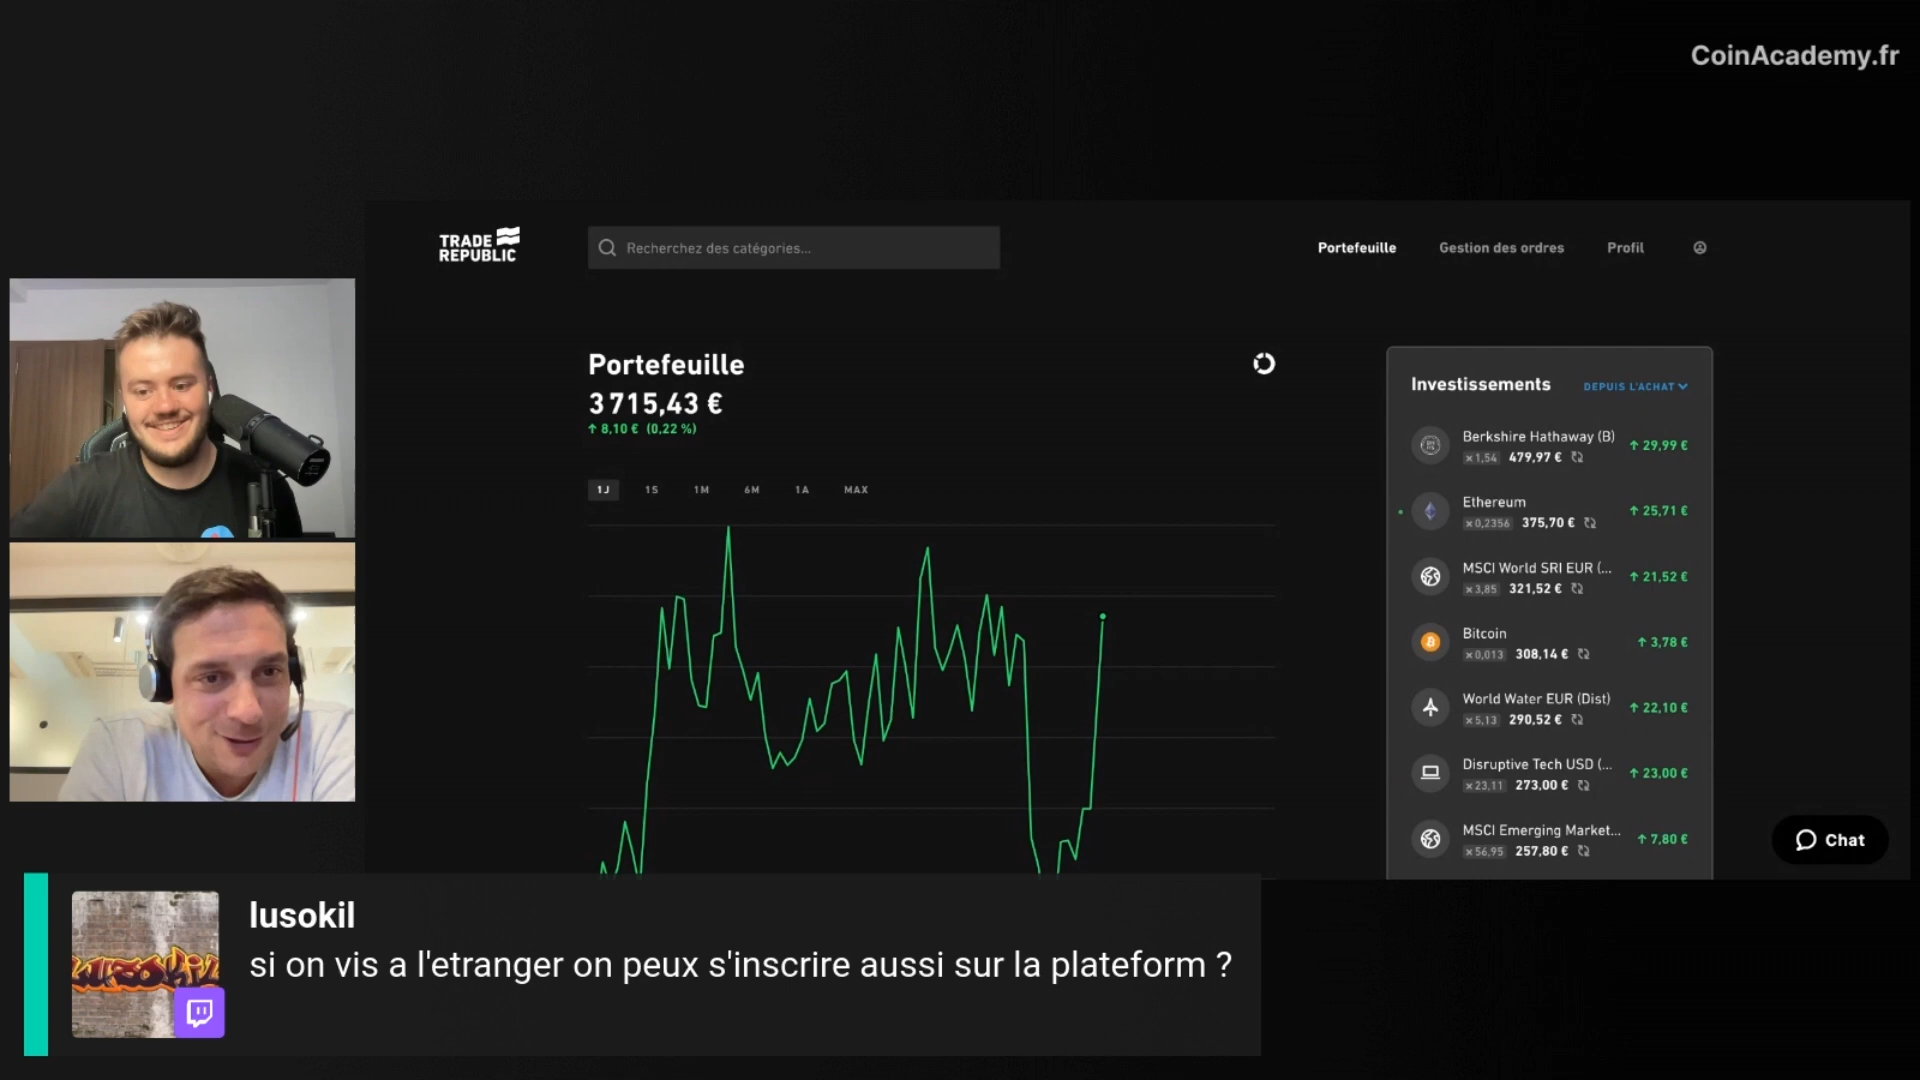 CoinAcademy.fr
TRADE
REPUBLIC
Recherchez des catégories...
Portefeuille
Gestion des ordres
Profil
Portefeuille
3 715,43 €
↑ 8,10 € (0,22 %)
1J 1S 1M 6M 1A MAX
Investissements
DEPUIS L'ACHAT
Berkshire Hathaway (B)
×1,54 479,97 €
↑ 29,99 €
Ethereum
×0,2356 375,70 €
↑ 25,71 €
MSCI World SRI EUR (...
×3,85 321,52 €
↑ 21,52 €
Bitcoin
×0,013 308,14 €
↑ 3,78 €
World Water EUR (Dist)
×5,13 290,52 €
↑ 22,10 €
Disruptive Tech USD (...
×23,11 273,00 €
↑ 23,00 €
MSCI Emerging Market...
×56,95 257,80 €
↑ 7,80 €
Chat
lusokil
si on vis a l'etranger on peux s'inscrire aussi sur la plateform ?